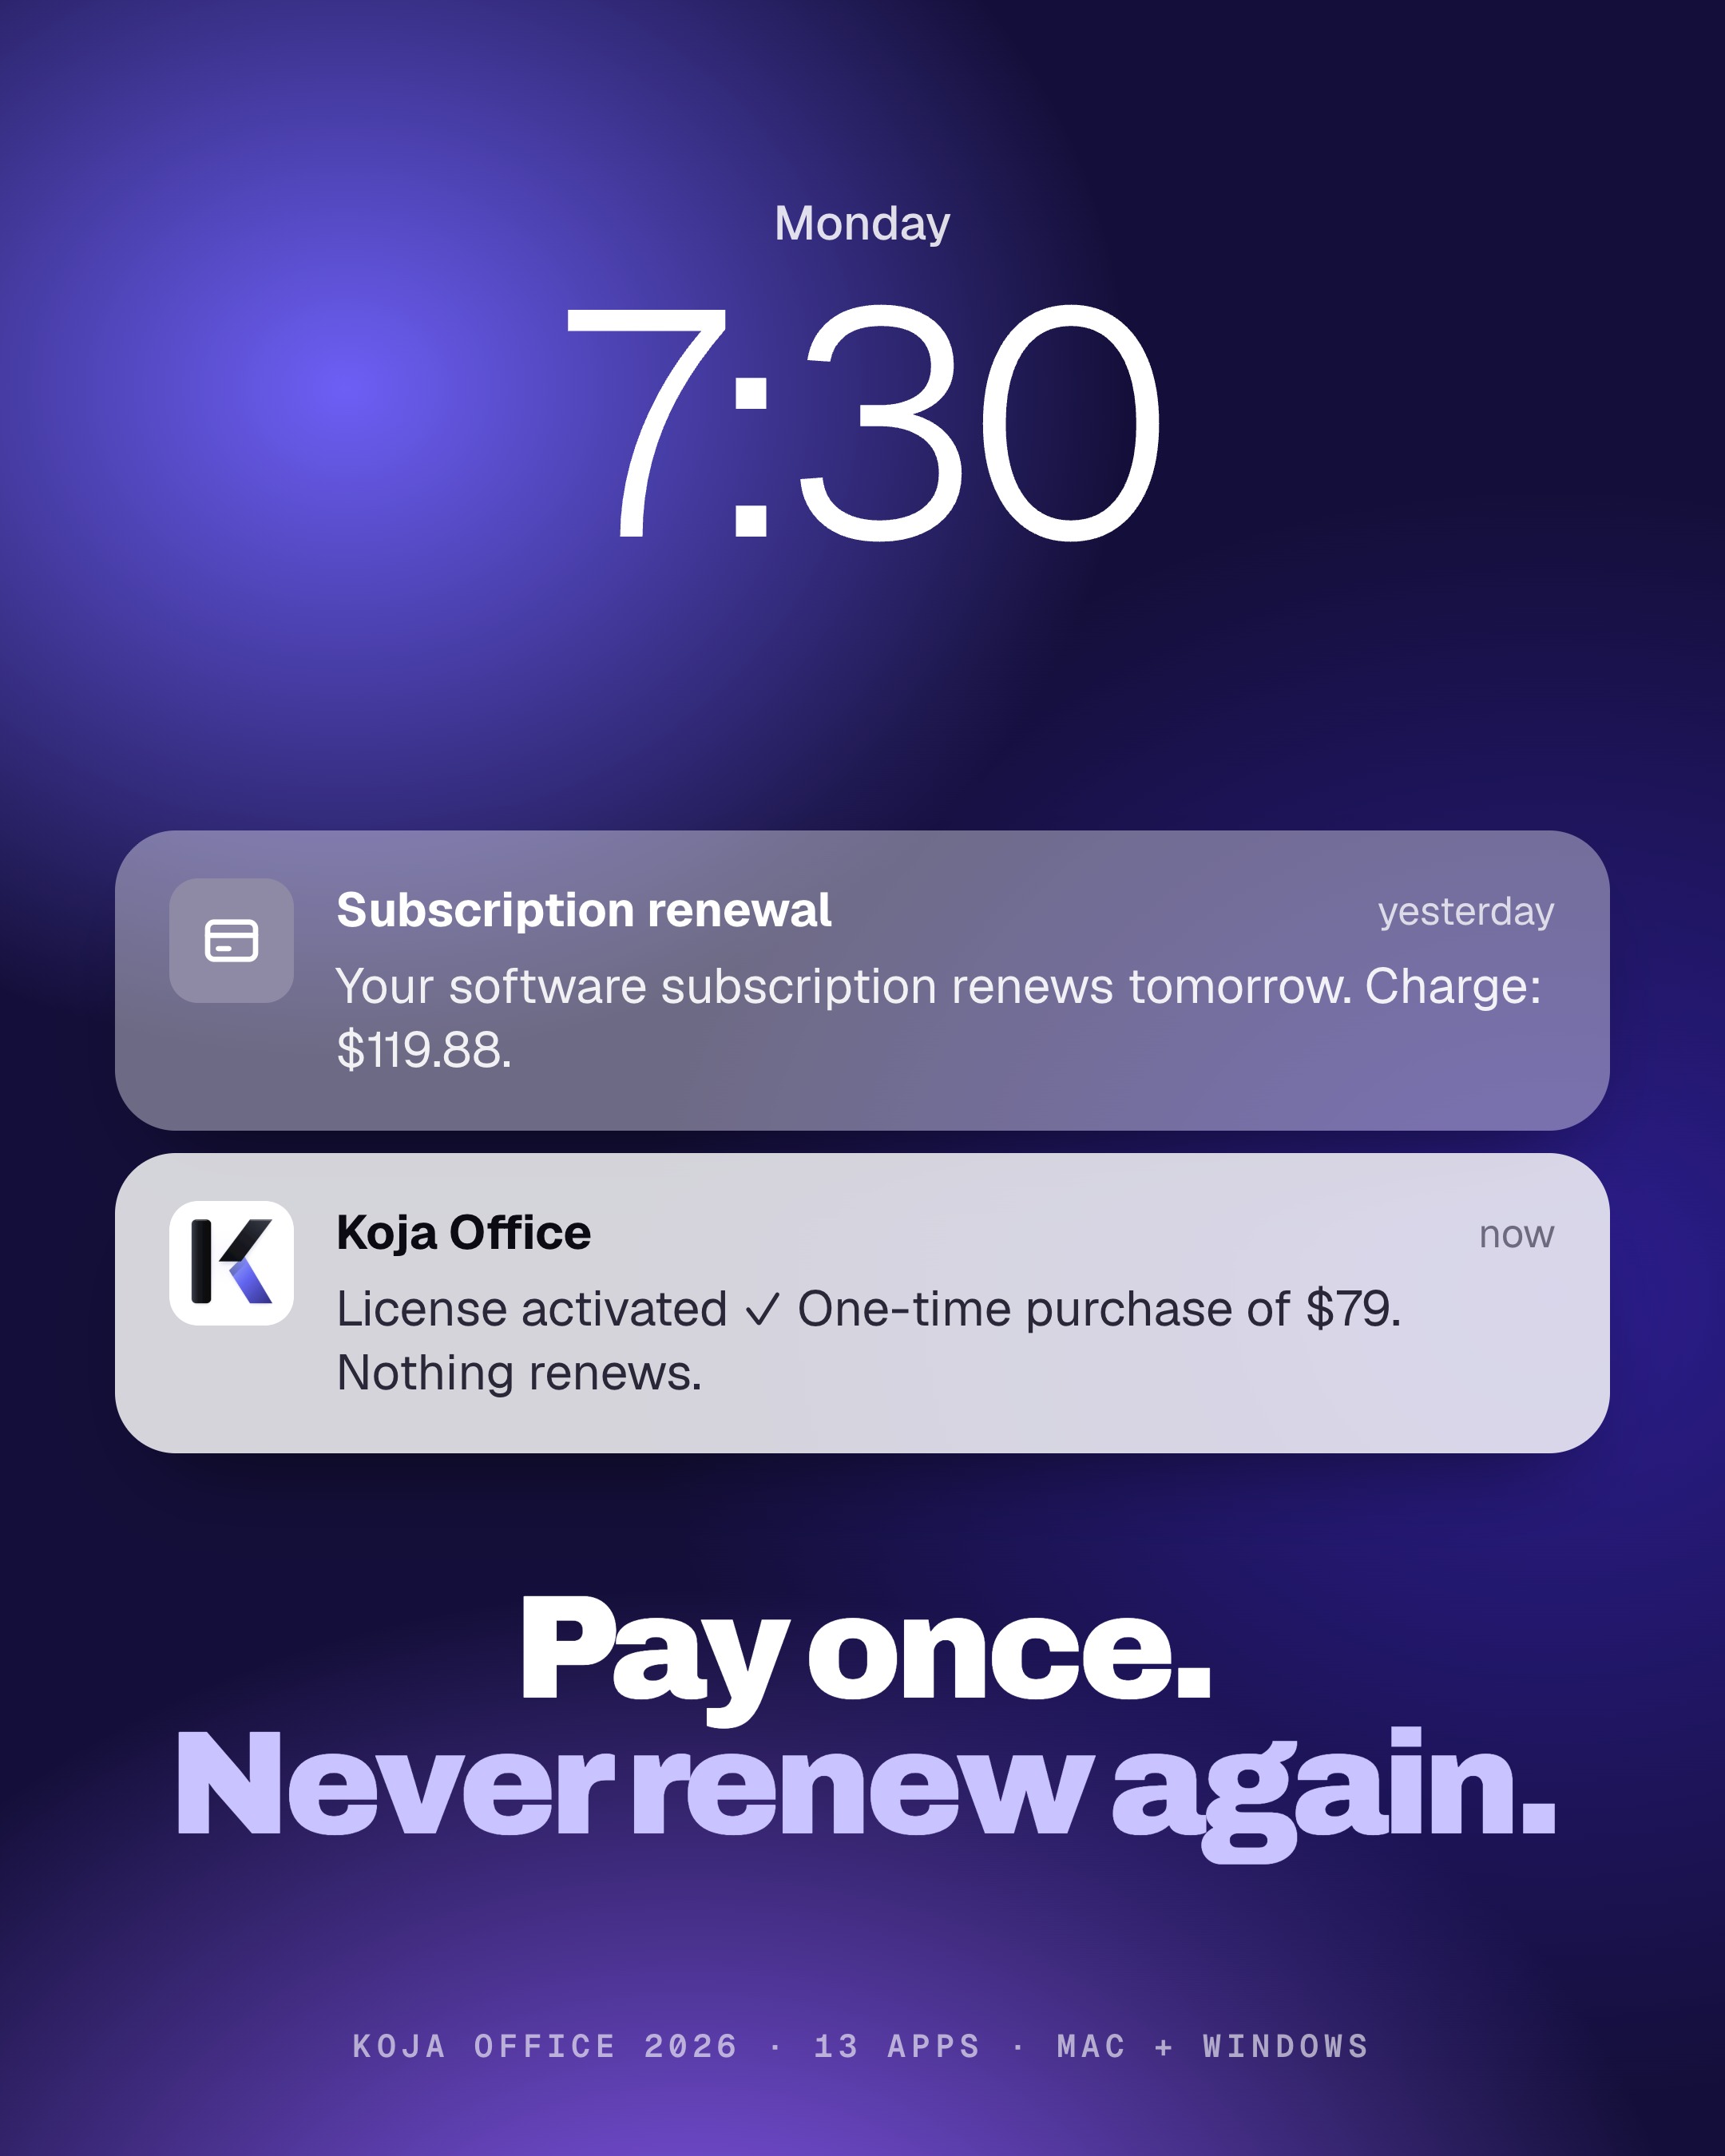 Monday
7:30
Subscription renewal
yesterday
Your software subscription renews tomorrow. Charge:
$119.88.
Koja Office
now
License activated ✓ One-time purchase of $79.
Nothing renews.
Pay once.
Never renew again.
KOJA OFFICE 2026 · 13 APPS · MAC + WINDOWS